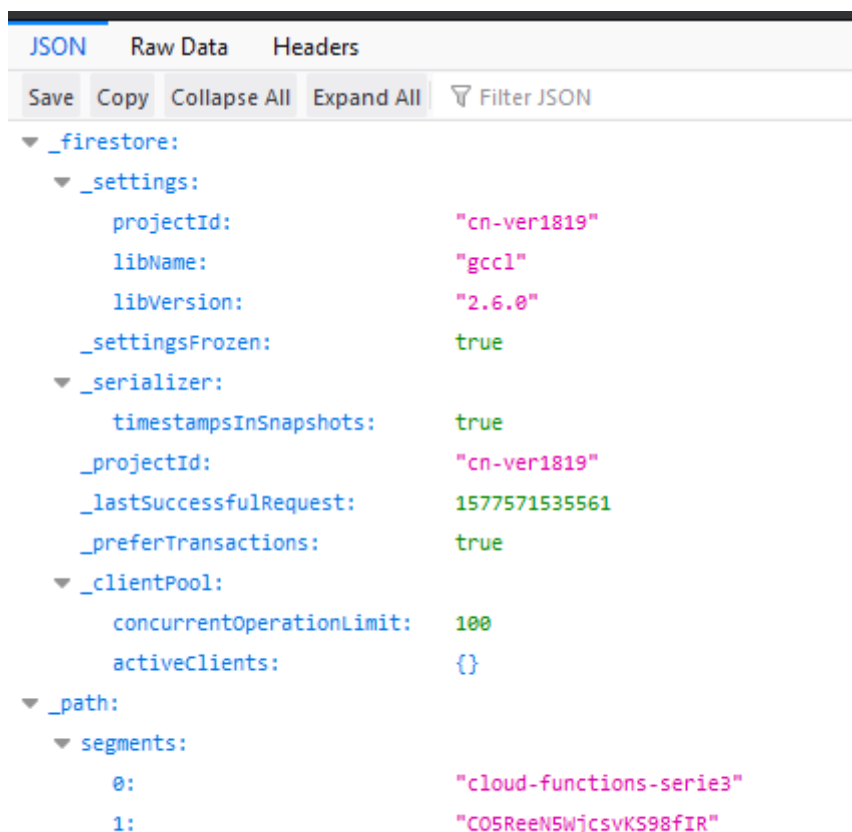 JSON Raw Data Headers
Save Copy Collapse All Expand All Filter JSON
_firestore:
_settings:
projectId: "cn-ver1819"
libName: "gccl"
libVersion: "2.6.0"
_settingsFrozen: true
_serializer:
timestampsInSnapshots: true
_projectId: "cn-ver1819"
_lastSuccessfulRequest: 1577571535561
_preferTransactions: true
_clientPool:
concurrentOperationLimit: 100
activeClients: {}
_path:
segments:
0: "cloud-functions-serie3"
1: "CO5ReeN5WjcsvKS98fIR"